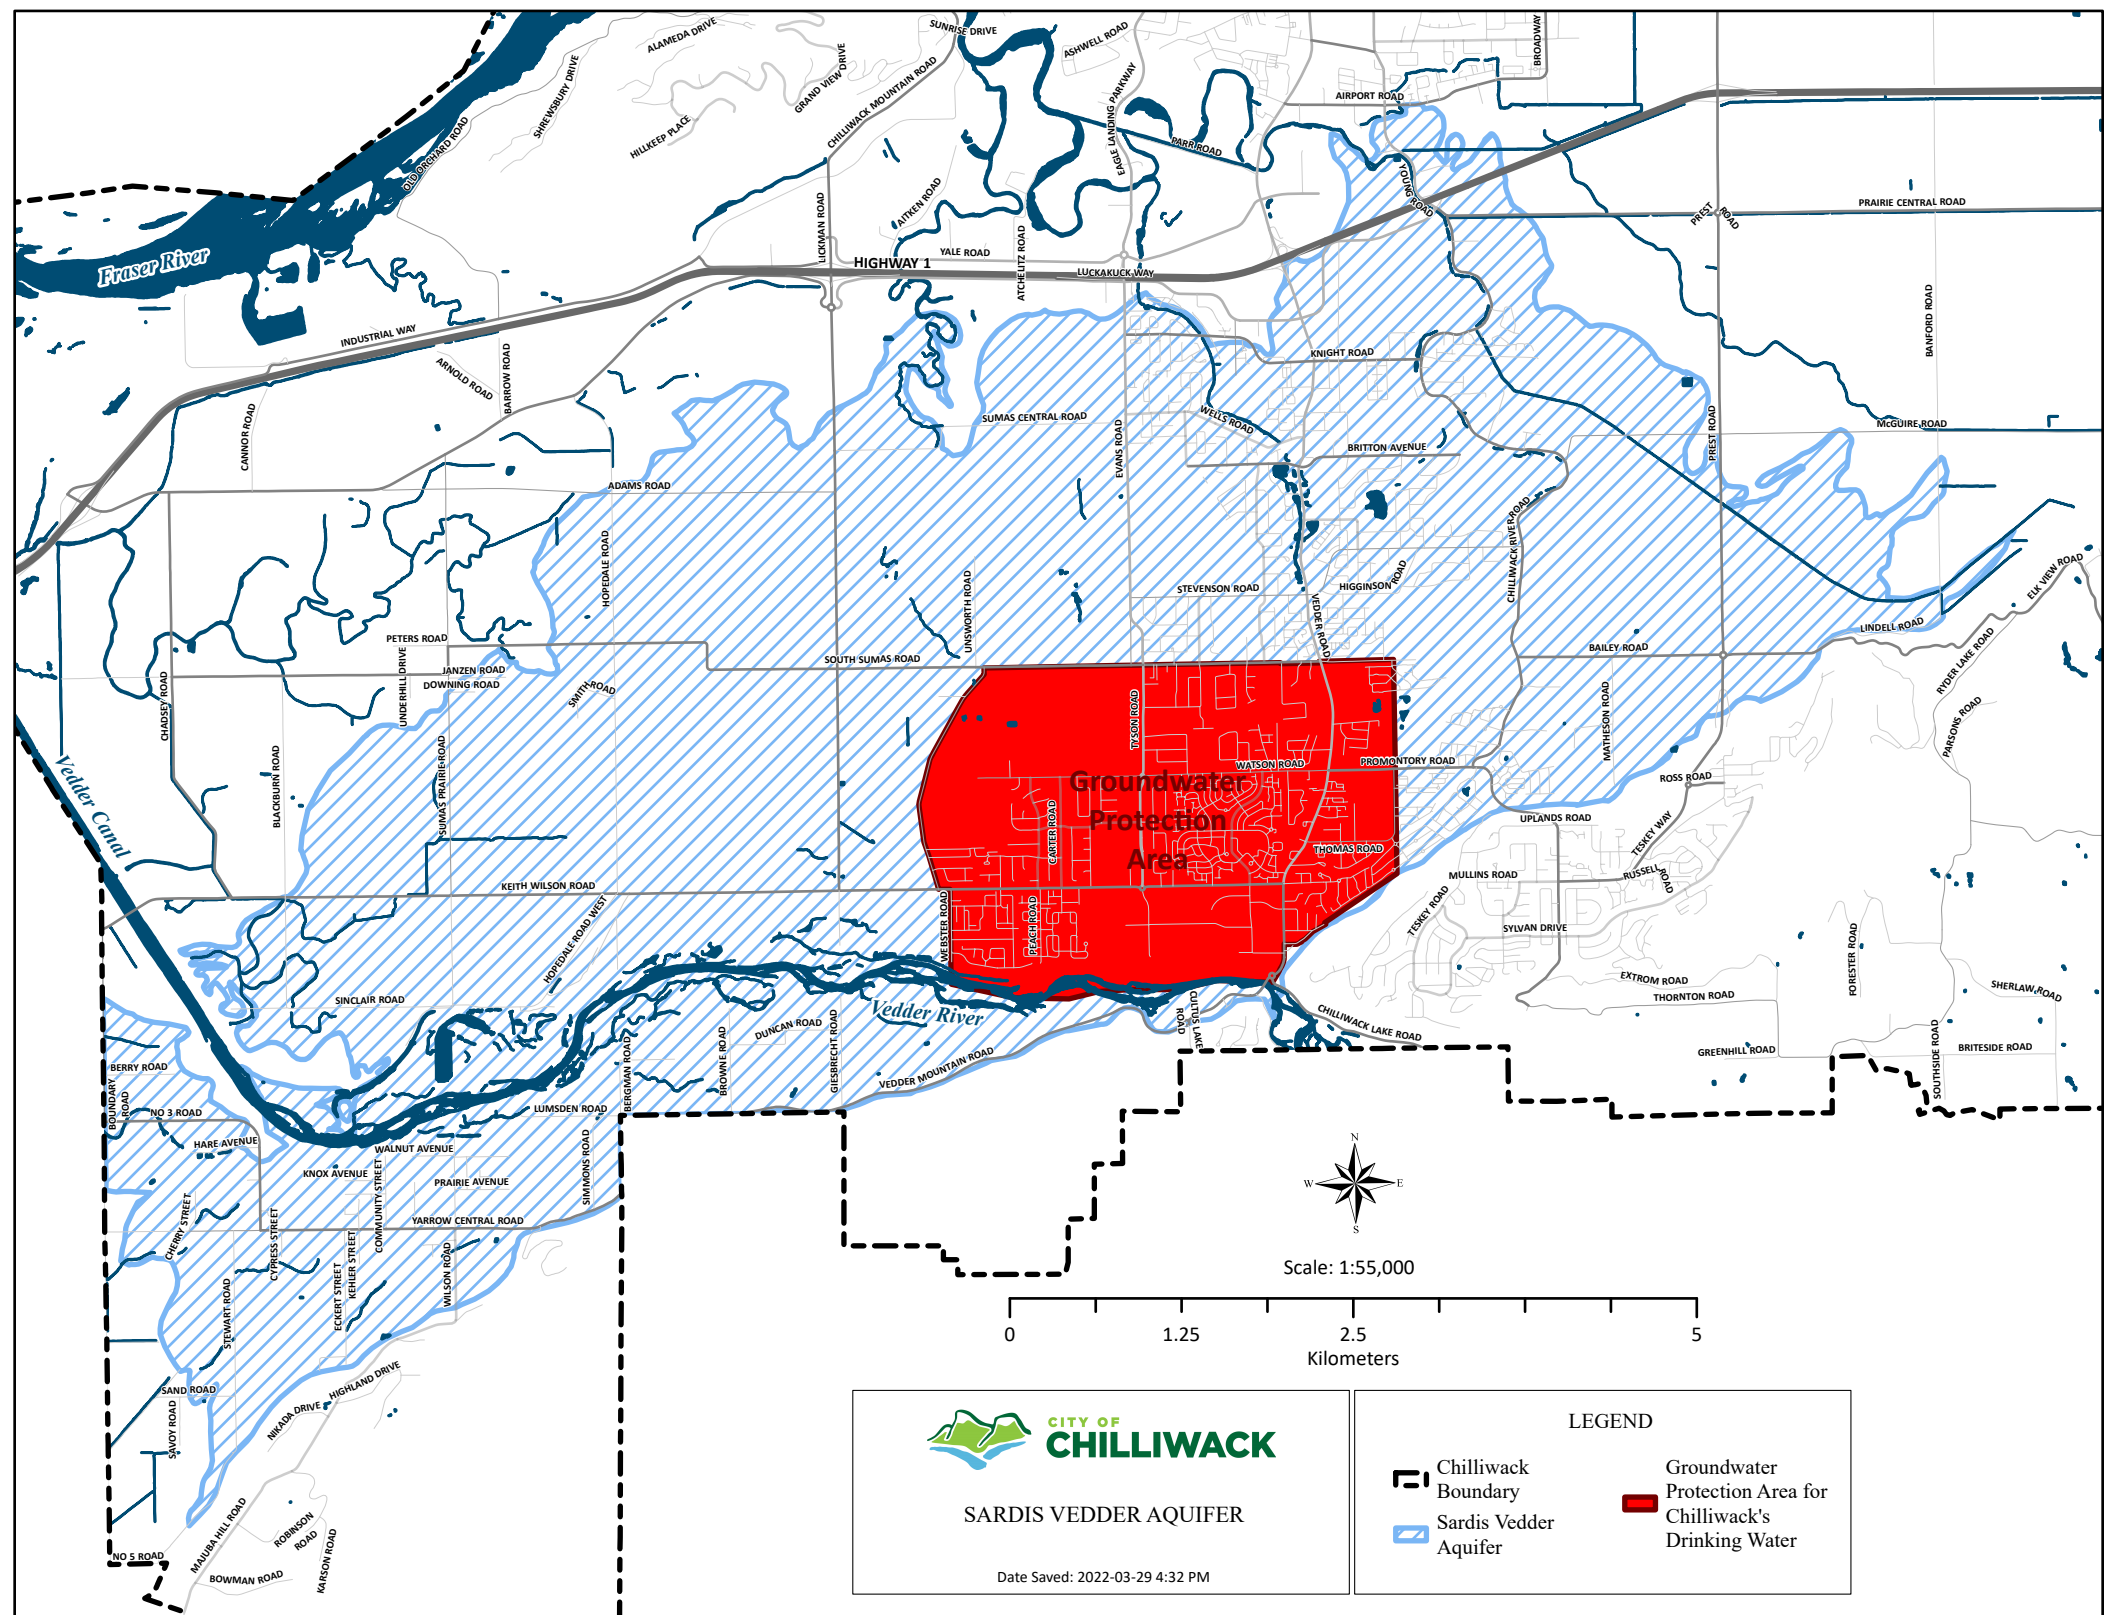 SUNRISE DRIVE
ALAMEDA DRIVE
ASHWELL ROAD
BROADWAY
SHREWSBURY DRIVE
GRAND VIEW DRIVE
CHILLIWACK MOUNTAIN ROAD
EAGLE LANDING PARKWAY
AIRPORT ROAD
HILLKEEP PLACE
OLD ORCHARD ROAD
PARR ROAD
YOUNG ROAD
AITKEN ROAD
LICKMAN ROAD
PREST ROAD
PRAIRIE CENTRAL ROAD
Fraser River
HIGHWAY 1
YALE ROAD
ATCHELITZ ROAD
LUCKAKUCK WAY
BANFORD ROAD
INDUSTRIAL WAY
ARNOLD ROAD
BARROW ROAD
KNIGHT ROAD
CANNOR ROAD
SUMAS CENTRAL ROAD
WELLS ROAD
EVANS ROAD
BRITTON AVENUE
PREST ROAD
McGUIRE ROAD
ADAMS ROAD
HOPEDALE ROAD
CHILLIWACK RIVER ROAD
UNSWORTH ROAD
STEVENSON ROAD
HIGGINSON ROAD
VEDDER ROAD
ELK VIEW ROAD
LINDELL ROAD
PETERS ROAD
JANZEN ROAD
DOWNING ROAD
UNDERHILL DRIVE
SMITH ROAD
SOUTH SUMAS ROAD
BAILEY ROAD
RYDER LAKE ROAD
CHADSEY ROAD
TYSON ROAD
MATHESON ROAD
PARSONS ROAD
BLACKBURN ROAD
SUMAS PRAIRIE ROAD
WATSON ROAD
PROMONTORY ROAD
ROSS ROAD
Vedder Canal
Groundwater
Protection
Area
CARTER ROAD
THOMAS ROAD
UPLANDS ROAD
TESKEY WAY
KEITH WILSON ROAD
MULLINS ROAD
RUSSELL ROAD
TESKEY ROAD
HOPEDALE ROAD WEST
WEBSTER ROAD
PEACH ROAD
SYLVAN DRIVE
FORESTER ROAD
EXTROM ROAD
THORNTON ROAD
SHERLAW ROAD
SINCLAIR ROAD
Vedder River
CULTUS LAKE
ROAD
CHILLIWACK LAKE ROAD
DUNCAN ROAD
GIESBRECHT ROAD
BROWNE ROAD
BERGMAN ROAD
VEDDER MOUNTAIN ROAD
GREENHILL ROAD
SOUTHSIDE ROAD
BRITESIDE ROAD
BERRY ROAD
BOUNDARY
ROAD
NO 3 ROAD
LUMSDEN ROAD
HARE AVENUE
WALNUT AVENUE
KNOX AVENUE
PRAIRIE AVENUE
COMMUNITY STREET
SIMMONS ROAD
CHERRY STREET
CYPRESS STREET
YARROW CENTRAL ROAD
KEHLER STREET
ECKERT STREET
WILSON ROAD
STEWART ROAD
SAND ROAD
SAVOY ROAD
NIKADA DRIVE
HIGHLAND DRIVE
MAJUBA HILL ROAD
ROBINSON
ROAD
KARSON ROAD
NO 5 ROAD
BOWMAN ROAD
N
W
E
S
Scale: 1:55,000
0 1.25 2.5 5
Kilometers
CITY OF
CHILLIWACK
SARDIS VEDDER AQUIFER
Date Saved: 2022-03-29 4:32 PM
LEGEND
Chilliwack
Boundary
Sardis Vedder
Aquifer
Groundwater
Protection Area for
Chilliwack's
Drinking Water